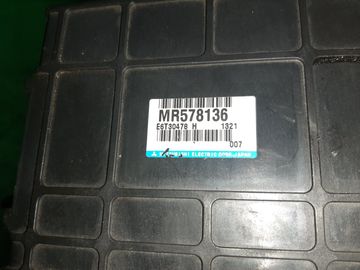 MR578136
E6T30478 H 1321
007
MITSUBISHI ELECTRIC CORP. JAPAN